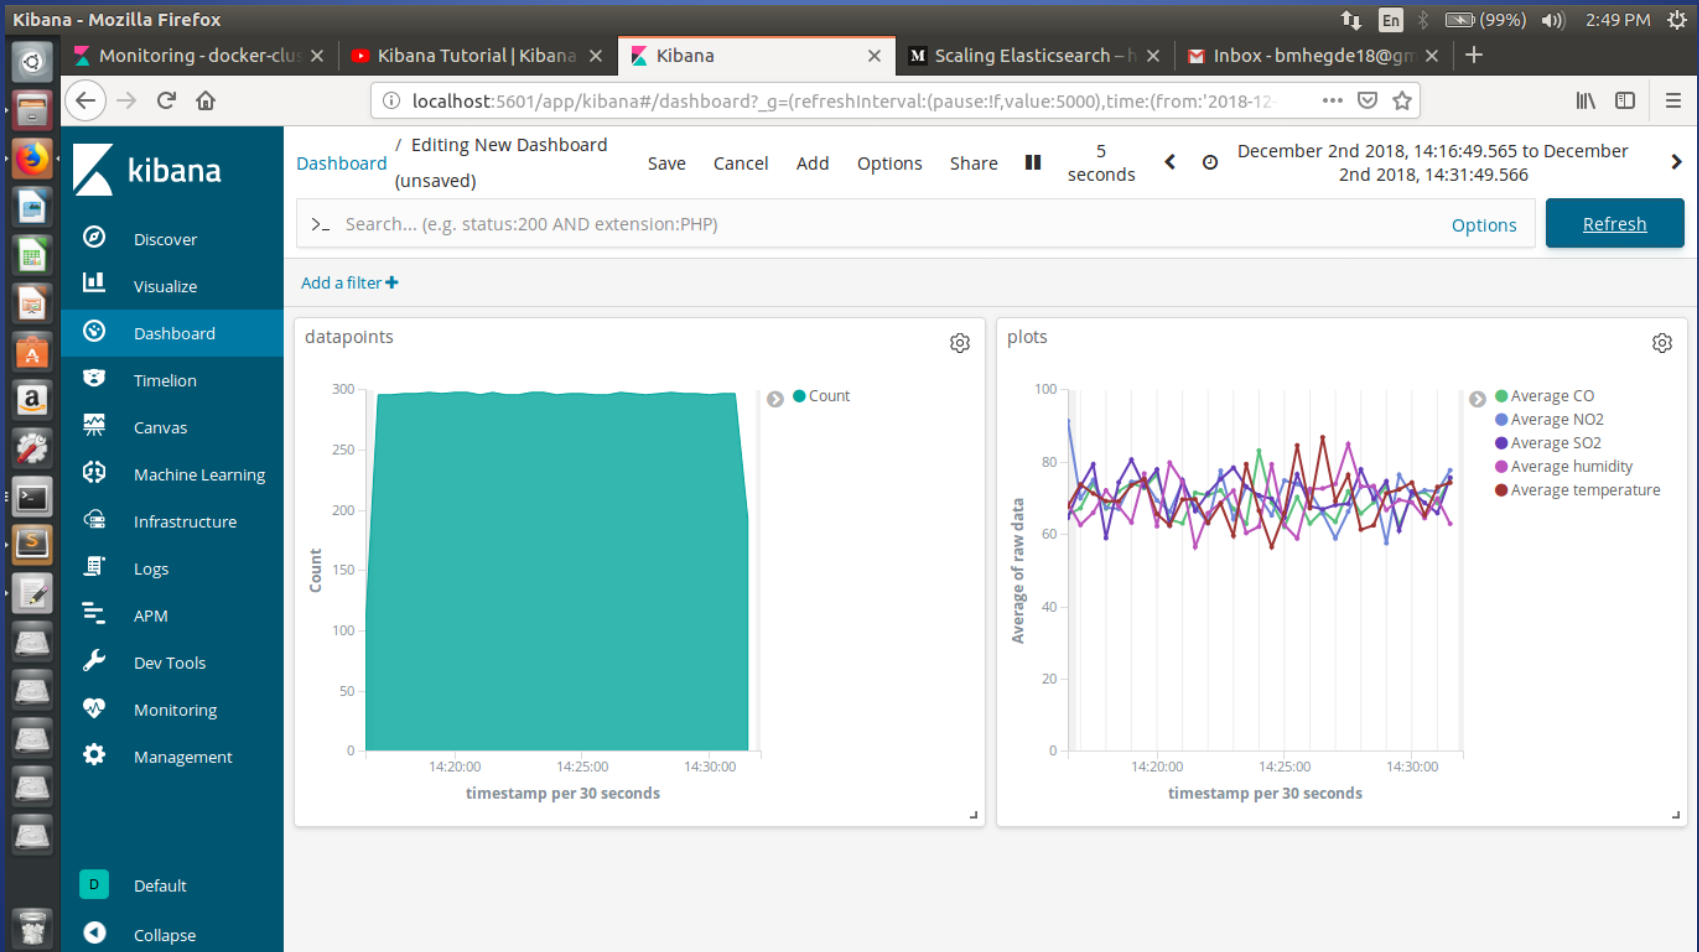 Kibana - Mozilla Firefox
En
(99%)
2:49 PM
Monitoring - docker-clus
Kibana Tutorial | Kibana
Kibana
M Scaling Elasticsearch – h
Inbox - bmhegde18@gm
localhost:5601/app/kibana#/dashboard?_g=(refreshInterval:(pause:!f,value:5000),time:(from:'2018-12-
kibana
Discover
Visualize
Dashboard
Timelion
Canvas
Machine Learning
Infrastructure
Logs
APM
Dev Tools
Monitoring
Management
D
Default
Collapse
Dashboard
/ Editing New Dashboard
(unsaved)
Save
Cancel
Add
Options
Share
5
seconds
December 2nd 2018, 14:16:49.565 to December
2nd 2018, 14:31:49.566
>_ Search... (e.g. status:200 AND extension:PHP)
Options
Refresh
Add a filter +
datapoints
300
250
200
150
100
50
0
Count
14:20:00
14:25:00
14:30:00
timestamp per 30 seconds
Count
plots
100
80
60
40
20
0
Average of raw data
14:20:00
14:25:00
14:30:00
timestamp per 30 seconds
Average CO
Average NO2
Average SO2
Average humidity
Average temperature